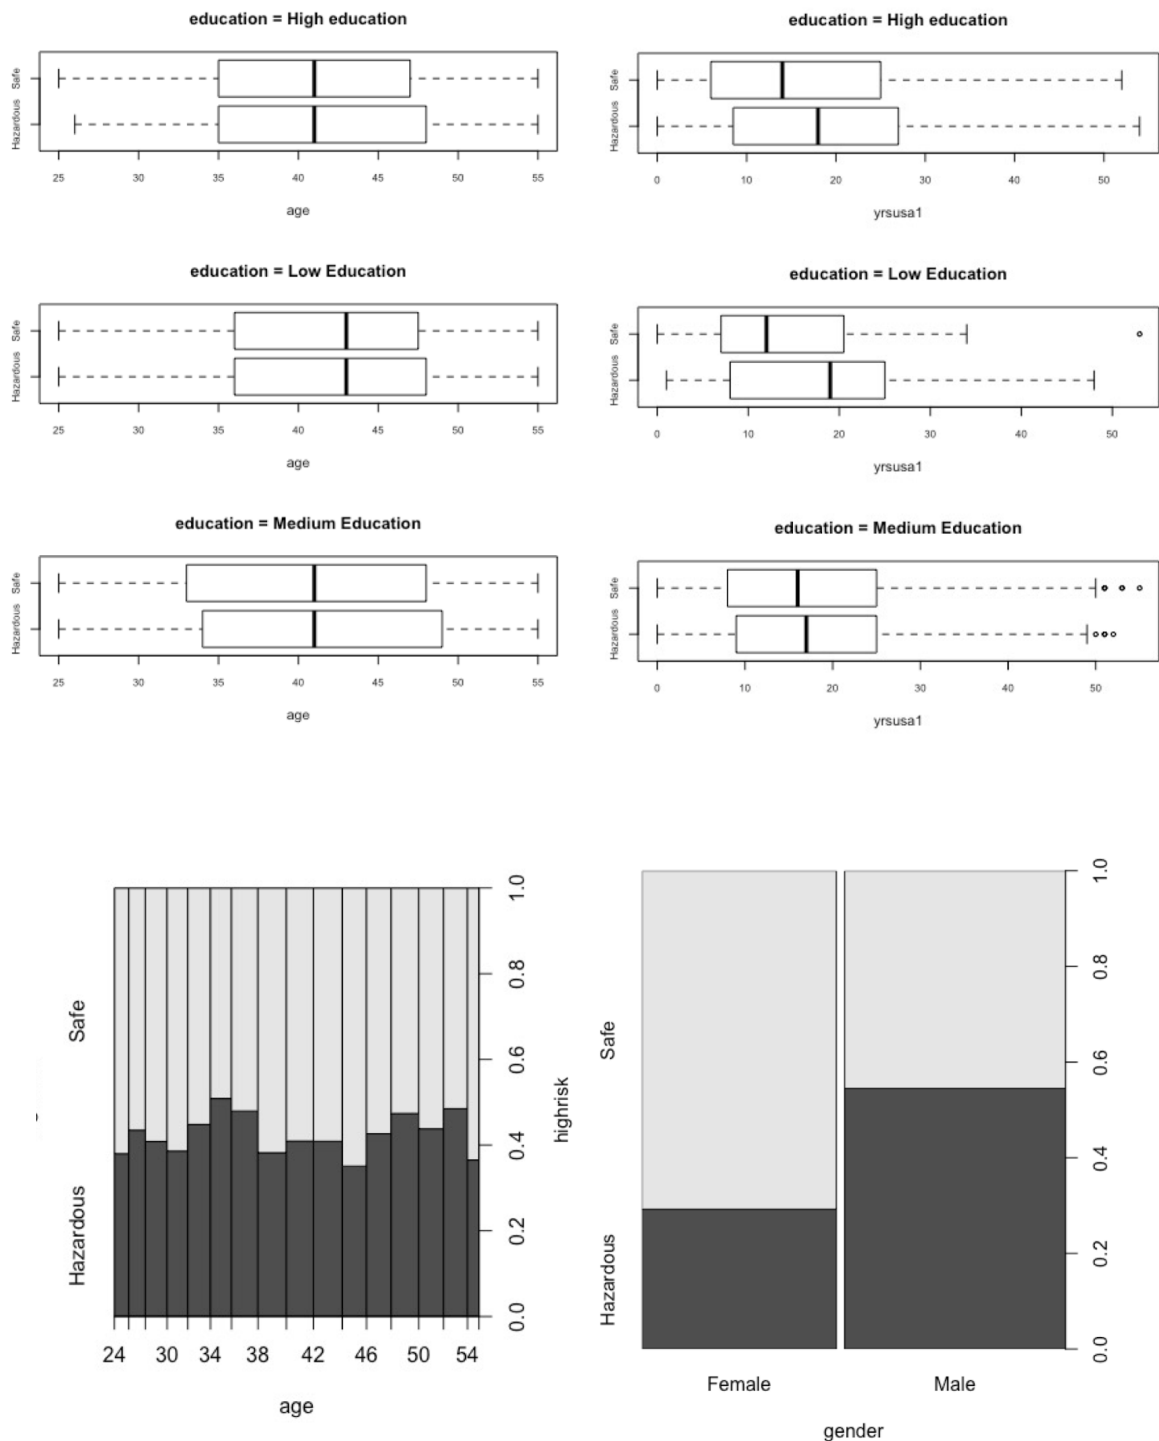 education = High education
Safe
Hazardous
25 30 35 40 45 50 55
age
education = High education
Safe
Hazardous
0 10 20 30 40 50
yrsusa1
education = Low Education
Safe
Hazardous
25 30 35 40 45 50 55
age
education = Low Education
Safe
Hazardous
0 10 20 30 40 50
yrsusa1
education = Medium Education
Safe
Hazardous
25 30 35 40 45 50 55
age
education = Medium Education
Safe
Hazardous
0 10 20 30 40 50
yrsusa1
Safe
Hazardous
1.0
0.8
0.6
0.4
0.2
0.0
highrisk
24 30 34 38 42 46 50 54
age
Safe
Hazardous
1.0
0.8
0.6
0.4
0.2
0.0
Female Male
gender